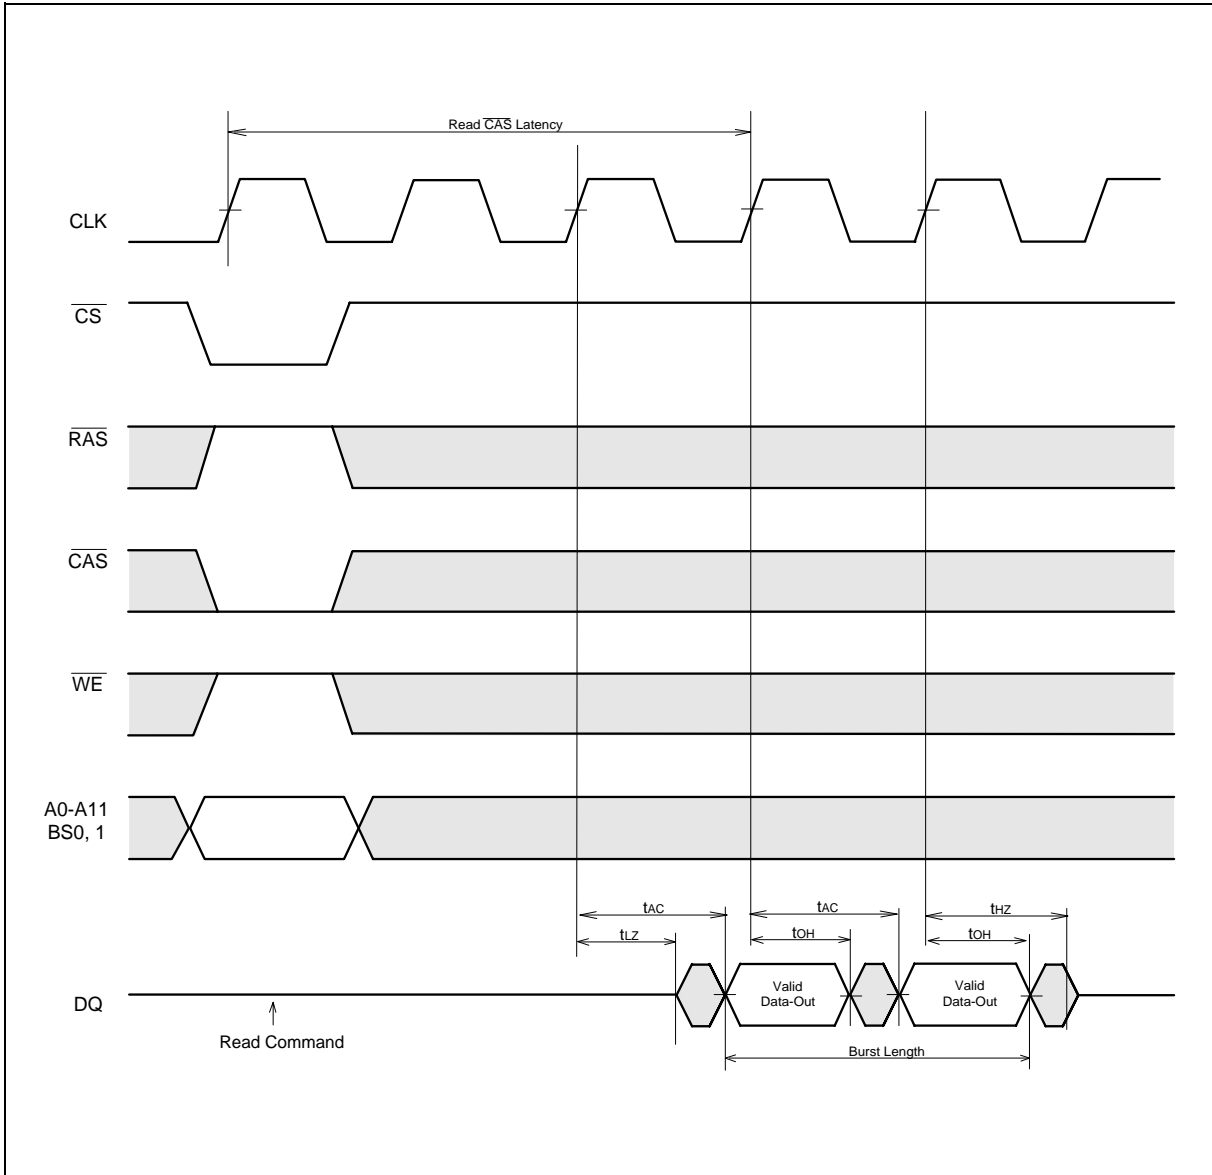 Read CAS Latency
CLK
CS
RAS
CAS
WE
A0-A11
BS0, 1
tAC
tAC
tHZ
tLZ
tOH
tOH
DQ
Valid
Data-Out
Valid
Data-Out
Read Command
Burst Length